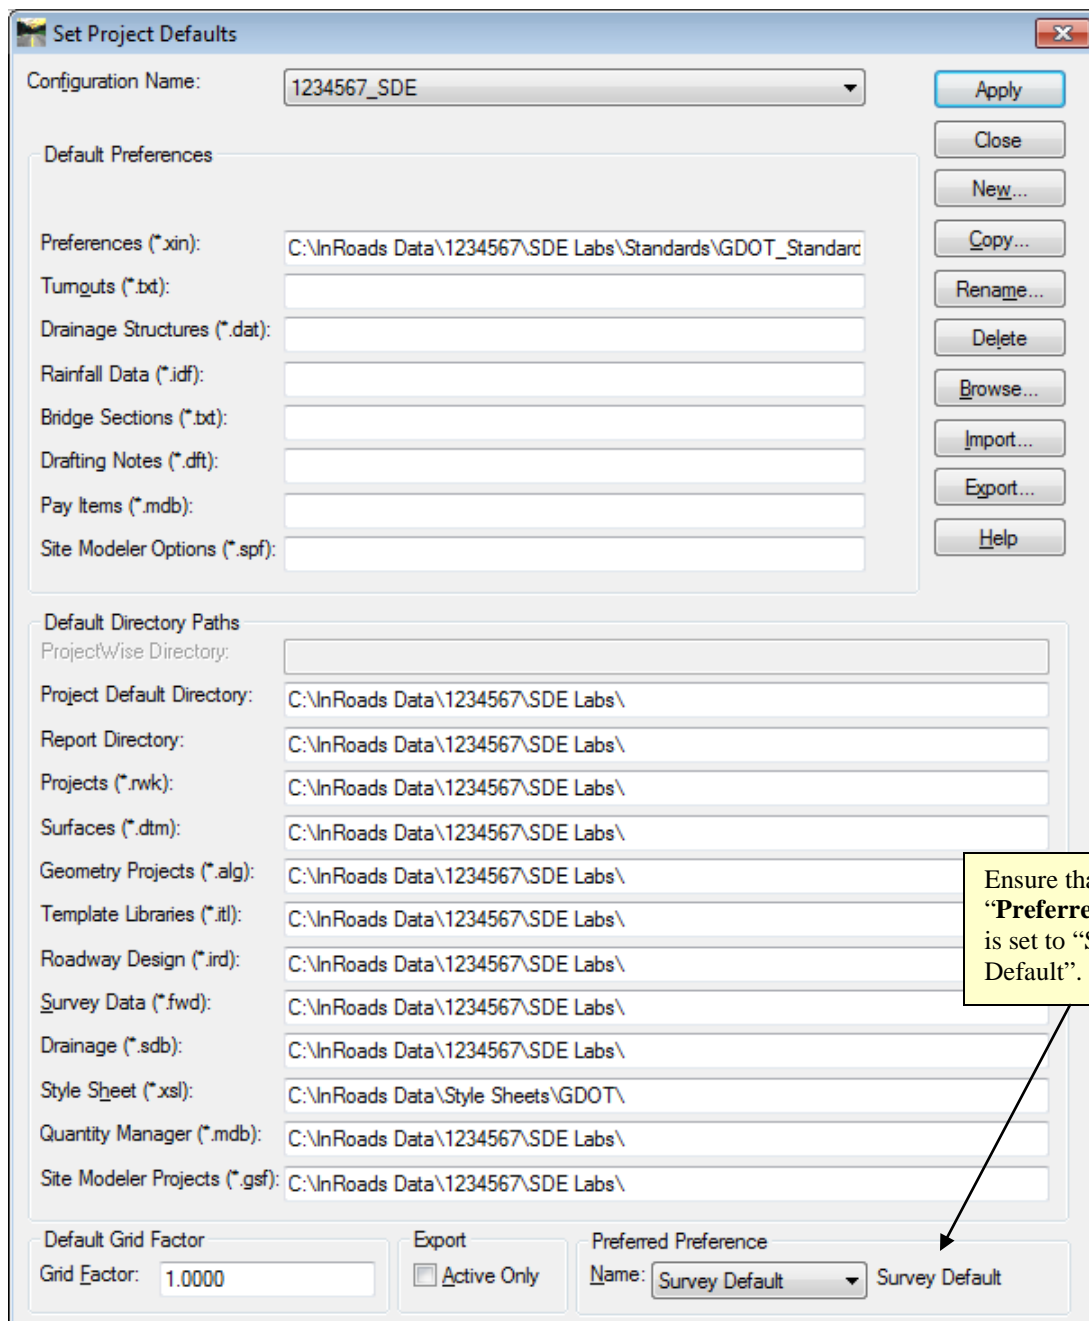 Set Project Defaults
Configuration Name: 1234567_SDE
Apply
Close
New...
Copy...
Rename...
Delete
Browse...
Import...
Export...
Help
Default Preferences
Preferences (*.xin): C:\InRoads Data\1234567\SDE Labs\Standards\GDOT_Standard
Turnouts (*.txt):
Drainage Structures (*.dat):
Rainfall Data (*.idf):
Bridge Sections (*.txt):
Drafting Notes (*.dft):
Pay Items (*.mdb):
Site Modeler Options (*.spf):
Default Directory Paths
ProjectWise Directory:
Project Default Directory: C:\InRoads Data\1234567\SDE Labs\
Report Directory: C:\InRoads Data\1234567\SDE Labs\
Projects (*.rwk): C:\InRoads Data\1234567\SDE Labs\
Surfaces (*.dtm): C:\InRoads Data\1234567\SDE Labs\
Geometry Projects (*.alg): C:\InRoads Data\1234567\SDE Labs\
Template Libraries (*.itl): C:\InRoads Data\1234567\SDE Labs\
Roadway Design (*.ird): C:\InRoads Data\1234567\SDE Labs\
Survey Data (*.fwd): C:\InRoads Data\1234567\SDE Labs\
Drainage (*.sdb): C:\InRoads Data\1234567\SDE Labs\
Style Sheet (*.xsl): C:\InRoads Data\Style Sheets\GDOT\
Quantity Manager (*.mdb): C:\InRoads Data\1234567\SDE Labs\
Site Modeler Projects (*.gsf): C:\InRoads Data\1234567\SDE Labs\
Ensure
“
is set to “
Default”.
Default Grid Factor
Grid Factor: 1.0000
Export
Active Only
Preferred Preference
Name: Survey Default Survey Default